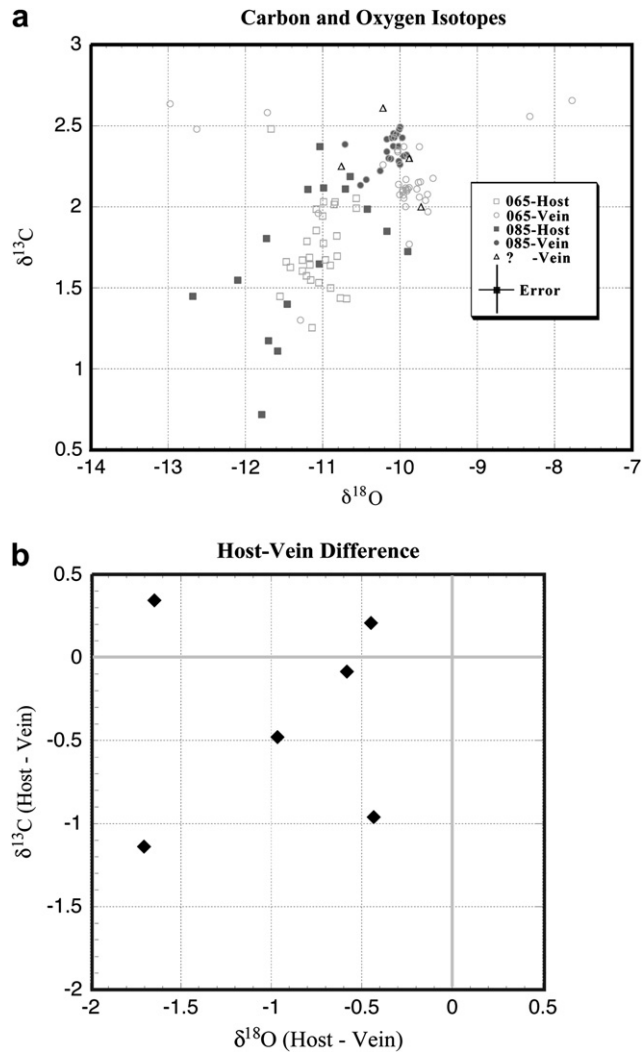 a
Carbon and Oxygen Isotopes
3
2.5
2
1.5
1
0.5
δ13C
065-Host
065-Vein
085-Host
085-Vein
? -Vein
Error
-14 -13 -12 -11 -10 -9 -8 -7
δ18O
b
Host-Vein Difference
0.5
0
-0.5
-1
-1.5
-2
δ13C (Host - Vein)
-2 -1.5 -1 -0.5 0 0.5
δ18O (Host - Vein)